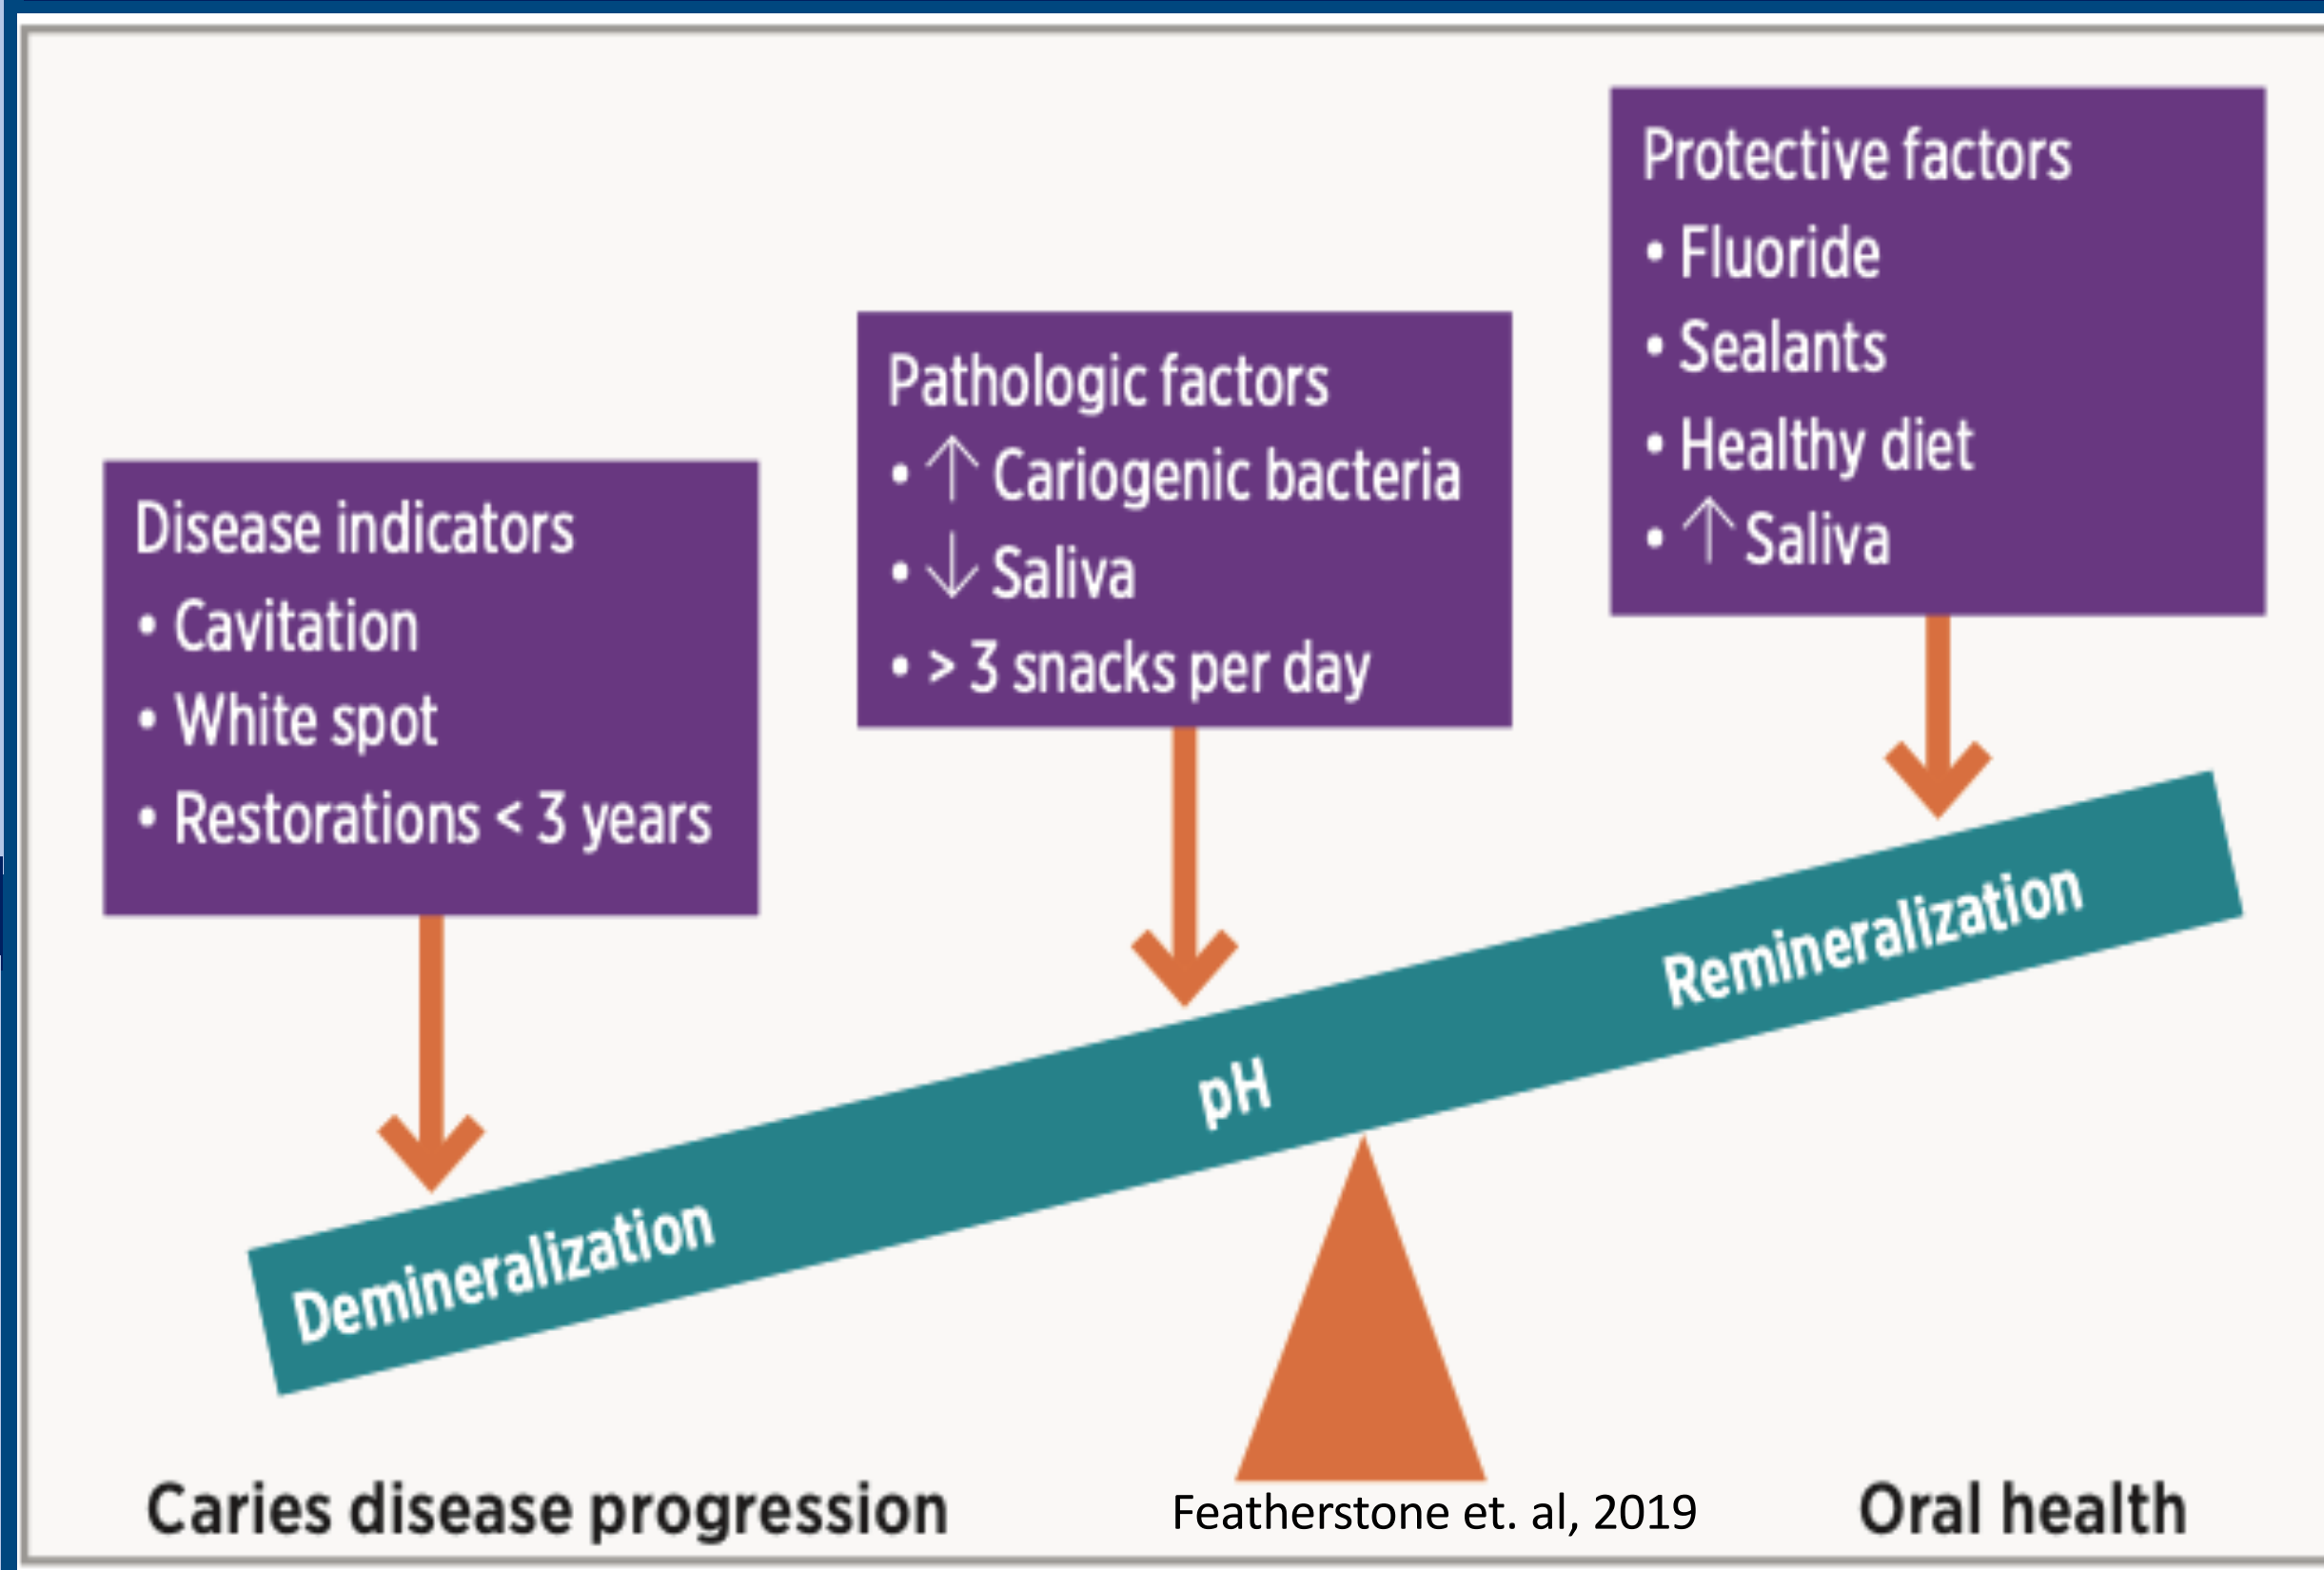 Disease indicators
• Cavitation
• White spot
• Restorations < 3 years
Pathologic factors
• ↑ Cariogenic bacteria
• ↓ Saliva
• > 3 snacks per day
Protective factors
• Fluoride
• Sealants
• Healthy diet
• ↑ Saliva
Demineralization
pH
Remineralization
Caries disease progression
Featherstone et. al, 2019
Oral health